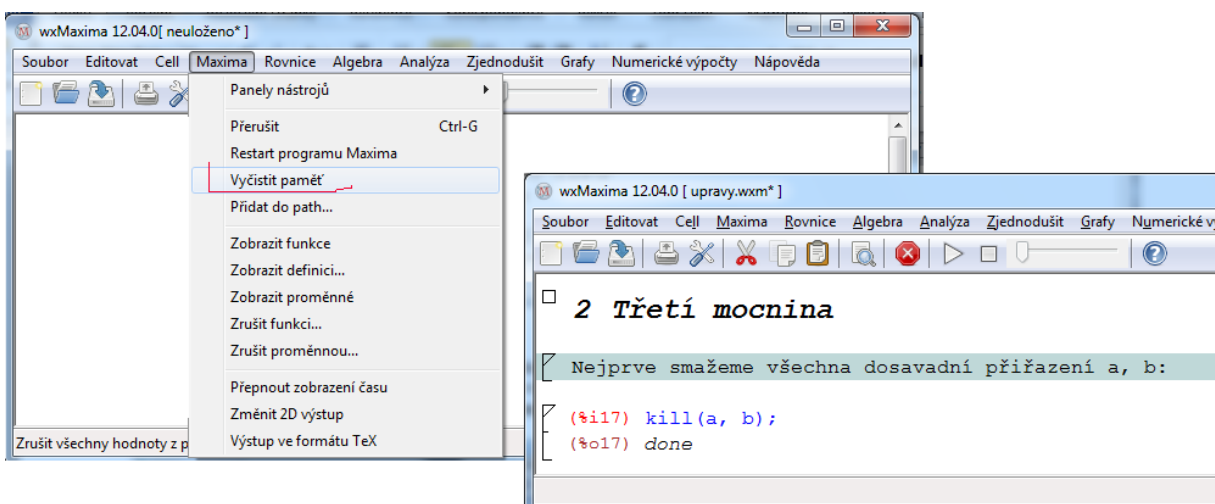 wxMaxima 12.04.0[ neuloženo* ]
Soubor Editovat Cell Maxima Rovnice Algebra Analýza Zjednodušit Grafy Numerické výpočty Nápověda
Panely nástrojů
Přerušit Ctrl-G
Restart programu Maxima
Vyčistit paměť
Přidat do path...
Zobrazit funkce
Zobrazit definici...
Zobrazit proměnné
Zrušit funkci...
Zrušit proměnnou...
Přepnout zobrazení času
Změnit 2D výstup
Výstup ve formátu TeX
Zrušit všechny hodnoty z p
wxMaxima 12.04.0 [ upravy.wxm* ]
Soubor Editovat Cell Maxima Rovnice Algebra Analýza Zjednodušit Grafy Numerické v
2 Třetí mocnina
Nejprve smažeme všechna dosavadní přiřazení a, b:
(%i17) kill(a, b);
(%o17) done